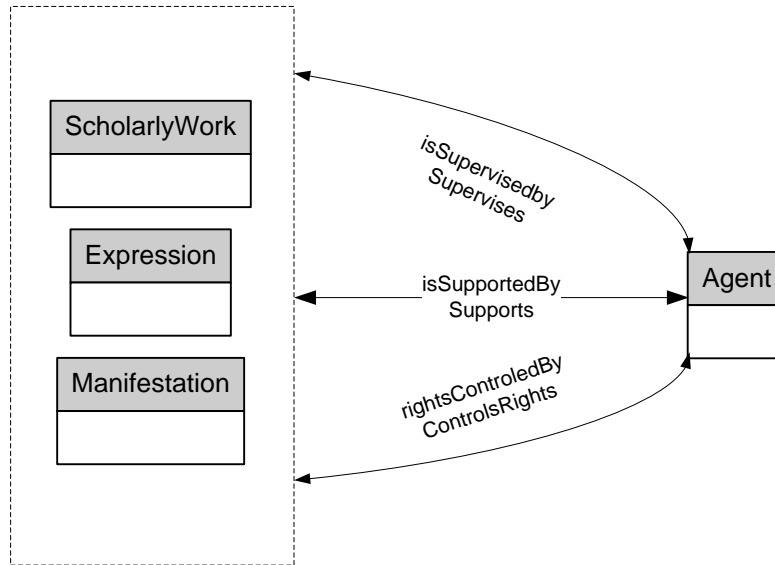 ScholarlyWork
Expression
Manifestation
isSupervisedby
Supervises
isSupportedBy
Supports
rightsControledBy
ControlsRights
Agent